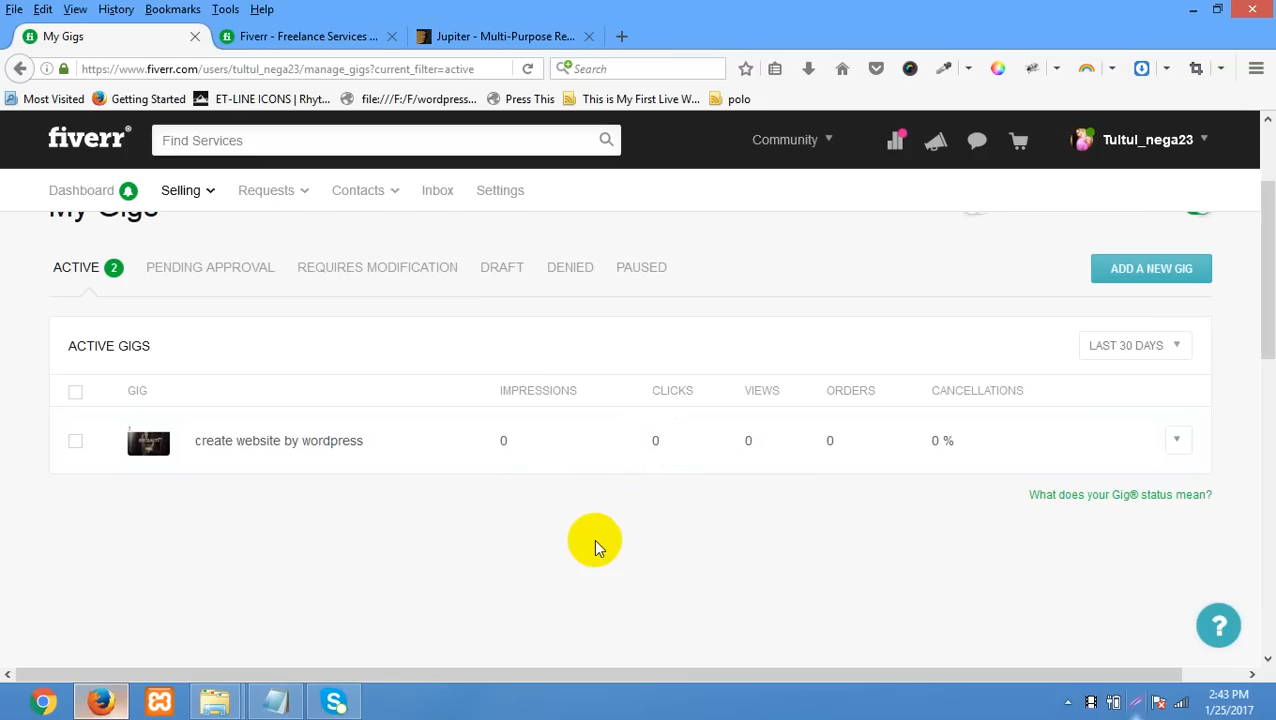 File Edit View History Bookmarks Tools Help
My Gigs
Fiverr - Freelance Services ...
Jupiter - Multi-Purpose Re...
https://www.fiverr.com/users/tultul_nega23/manage_gigs?current_filter=active
Search
Most Visited Getting Started ET-LINE ICONS | Rhyt... file:///F:/F/wordpress... Press This This is My First Live W... polo
fiverr®
Find Services
Community
Tultul_nega23
Dashboard Selling Requests Contacts Inbox Settings
My Gigs
ACTIVE 2 PENDING APPROVAL REQUIRES MODIFICATION DRAFT DENIED PAUSED
ADD A NEW GIG
ACTIVE GIGS
LAST 30 DAYS
GIG IMPRESSIONS CLICKS VIEWS ORDERS CANCELLATIONS
create website by wordpress 0 0 0 0 0 %
What does your Gig® status mean?
?
2:43 PM
1/25/2017